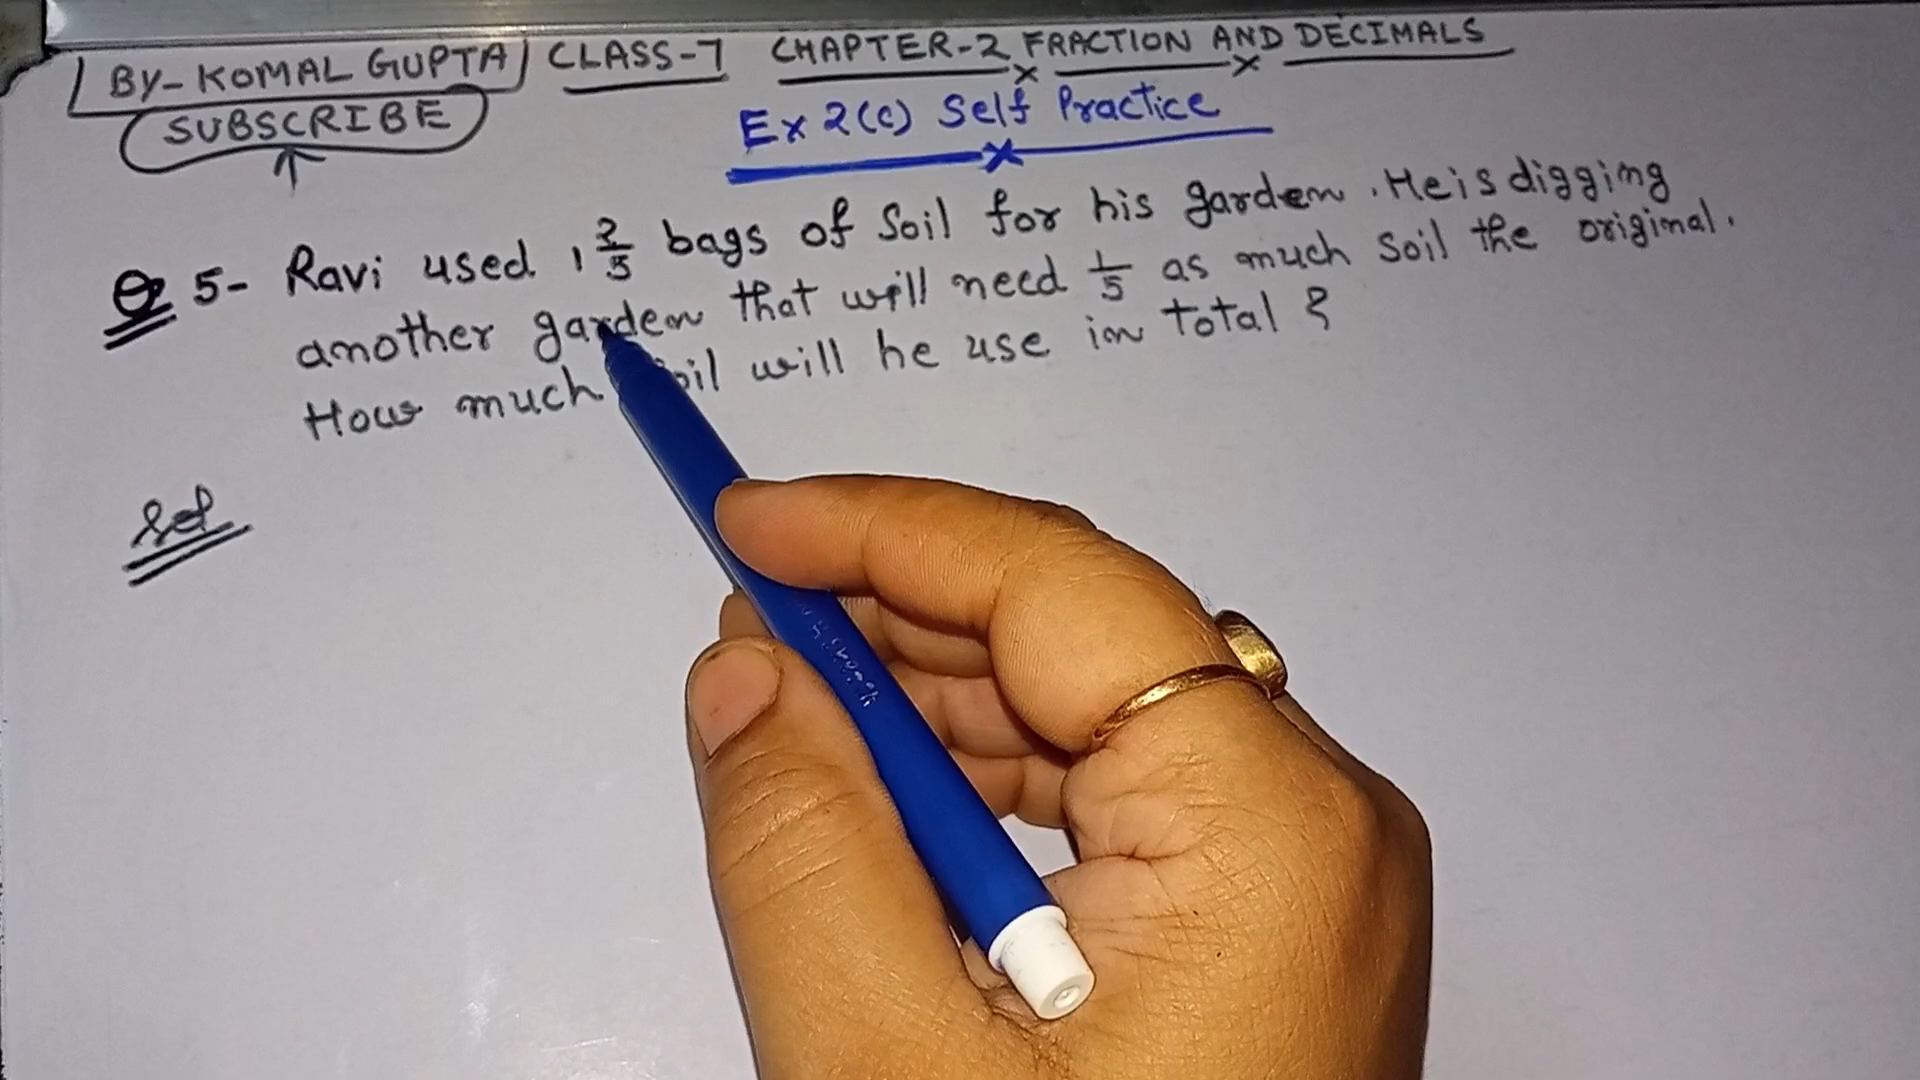 BY-KOMAL GUPTA CLASS-7 CHAPTER-2 FRACTION AND DECIMALS
SUBSCRIBE
Ex 2(c) Self Practice
Q 5- Ravi used 1 2/5 bags of Soil for his garden. He is digging
another garden that will need 1/5 as much soil the original.
How much soil will he use in total ?
Sol